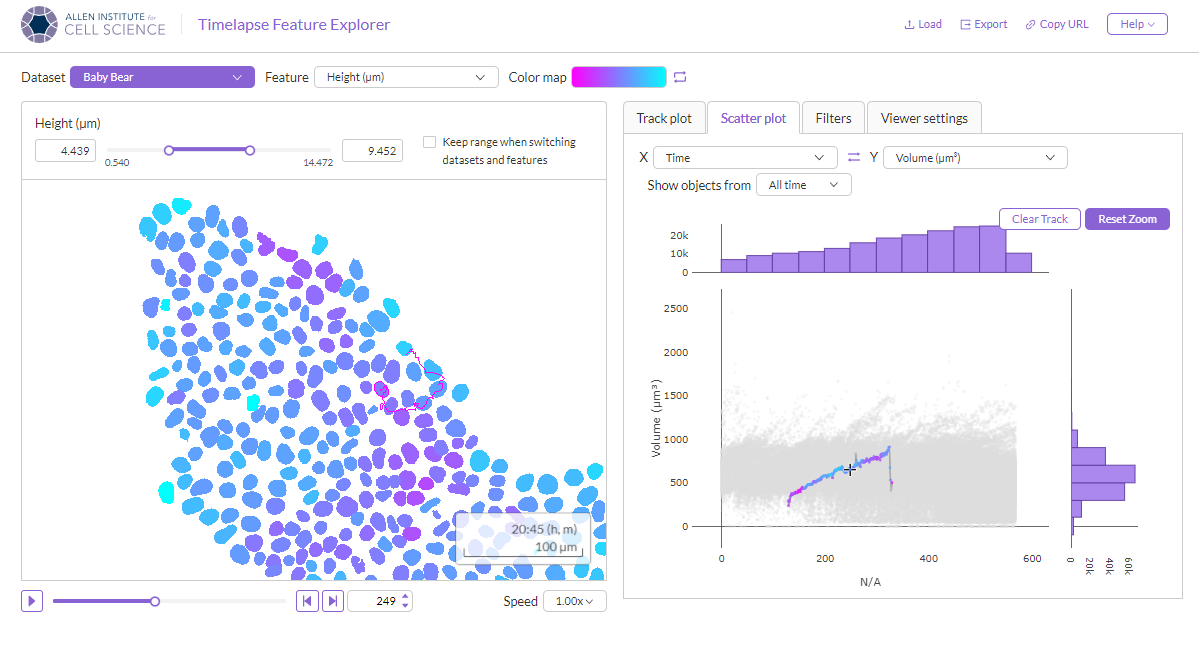 ALLEN INSTITUTE for
CELL SCIENCE
Timelapse Feature Explorer
Load
Export
Copy URL
Help
Dataset
Baby Bear
Feature
Height (µm)
Color map
Height (µm)
4.439
0.540
14.472
9.452
Keep range when switching
datasets and features
20:45 (h, m)
100 µm
249
Speed
1.00x
Track plot
Scatter plot
Filters
Viewer settings
X
Time
Y
Volume (µm³)
Show objects from
All time
Clear Track
Reset Zoom
20k
10k
0
2500
2000
1500
1000
500
0
Volume (µm³)
0
200
400
600
N/A
0
20k
40k
60k